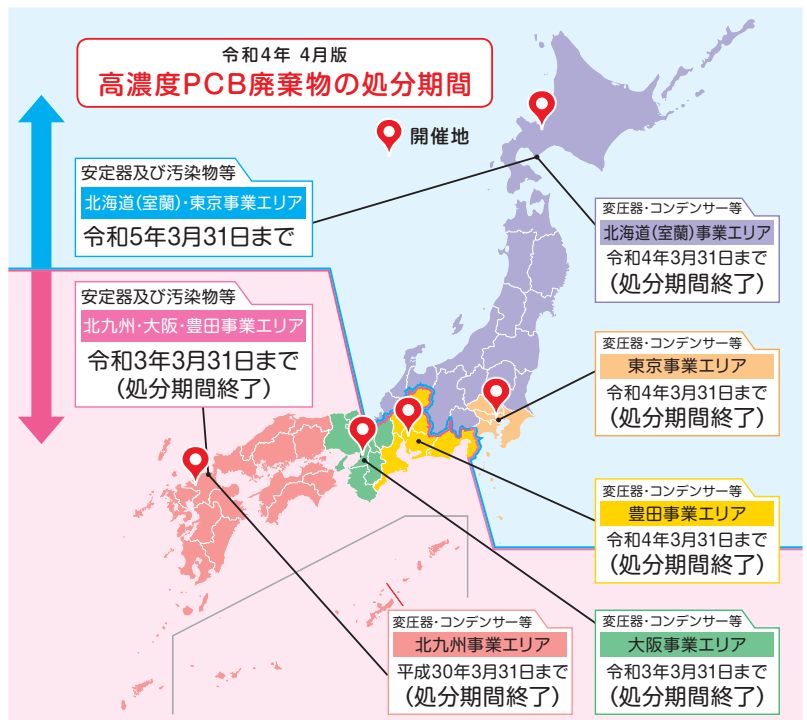 令和4年 4月版
高濃度PCB廃棄物の処分期間
開催地
安定器及び汚染物等
北海道(室蘭)・東京事業エリア
令和5年3月31日まで
安定器及び汚染物等
北九州・大阪・豊田事業エリア
令和3年3月31日まで
(処分期間終了)
変圧器・コンデンサー等
北海道(室蘭)事業エリア
令和4年3月31日まで
(処分期間終了)
変圧器・コンデンサー等
東京事業エリア
令和4年3月31日まで
(処分期間終了)
変圧器・コンデンサー等
豊田事業エリア
令和4年3月31日まで
(処分期間終了)
変圧器・コンデンサー等
北九州事業エリア
平成30年3月31日まで
(処分期間終了)
変圧器・コンデンサー等
大阪事業エリア
令和3年3月31日まで
(処分期間終了)